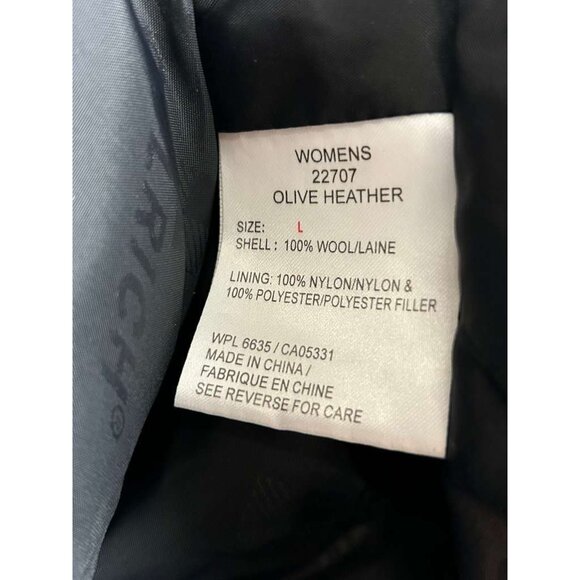 WOMENS
22707
OLIVE HEATHER
SIZE: L
SHELL: 100% WOOL/LAINE
LINING: 100% NYLON/NYLON &
100% POLYESTER/POLYESTER FILLER
WPL 6635 / CA05331
MADE IN CHINA /
FABRIQUE EN CHINE
SEE REVERSE FOR CARE
LRICH®